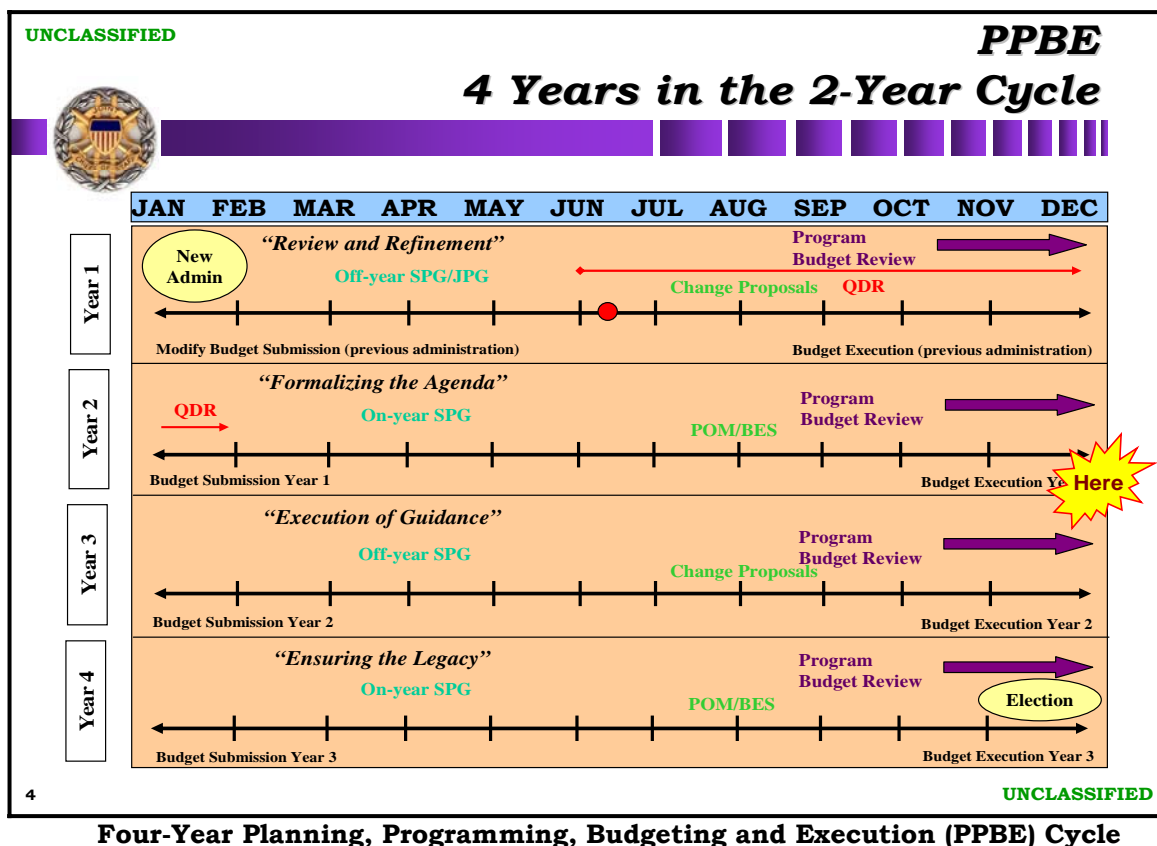 UNCLASSIFIED
PPBE
4 Years in the 2-Year Cycle
JAN FEB MAR APR MAY JUN JUL AUG SEP OCT NOV DEC
Year 1
New
Admin
“Review and Refinement”
Off-year SPG/JPG
Program
Budget Review
Change Proposals
QDR
Modify Budget Submission (previous administration)
Budget Execution (previous administration)
Year 2
“Formalizing the Agenda”
QDR
On-year SPG
Program
Budget Review
POM/BES
Budget Submission Year 1
Budget Execution
Here
Year 3
“Execution of Guidance”
Off-year SPG
Program
Budget Review
Change Proposals
Budget Submission Year 2
Budget Execution Year 2
Year 4
“Ensuring the Legacy”
On-year SPG
Program
Budget Review
POM/BES
Election
Budget Submission Year 3
Budget Execution Year 3
4
UNCLASSIFIED
Four-Year Planning, Programming, Budgeting and Execution (PPBE) Cycle